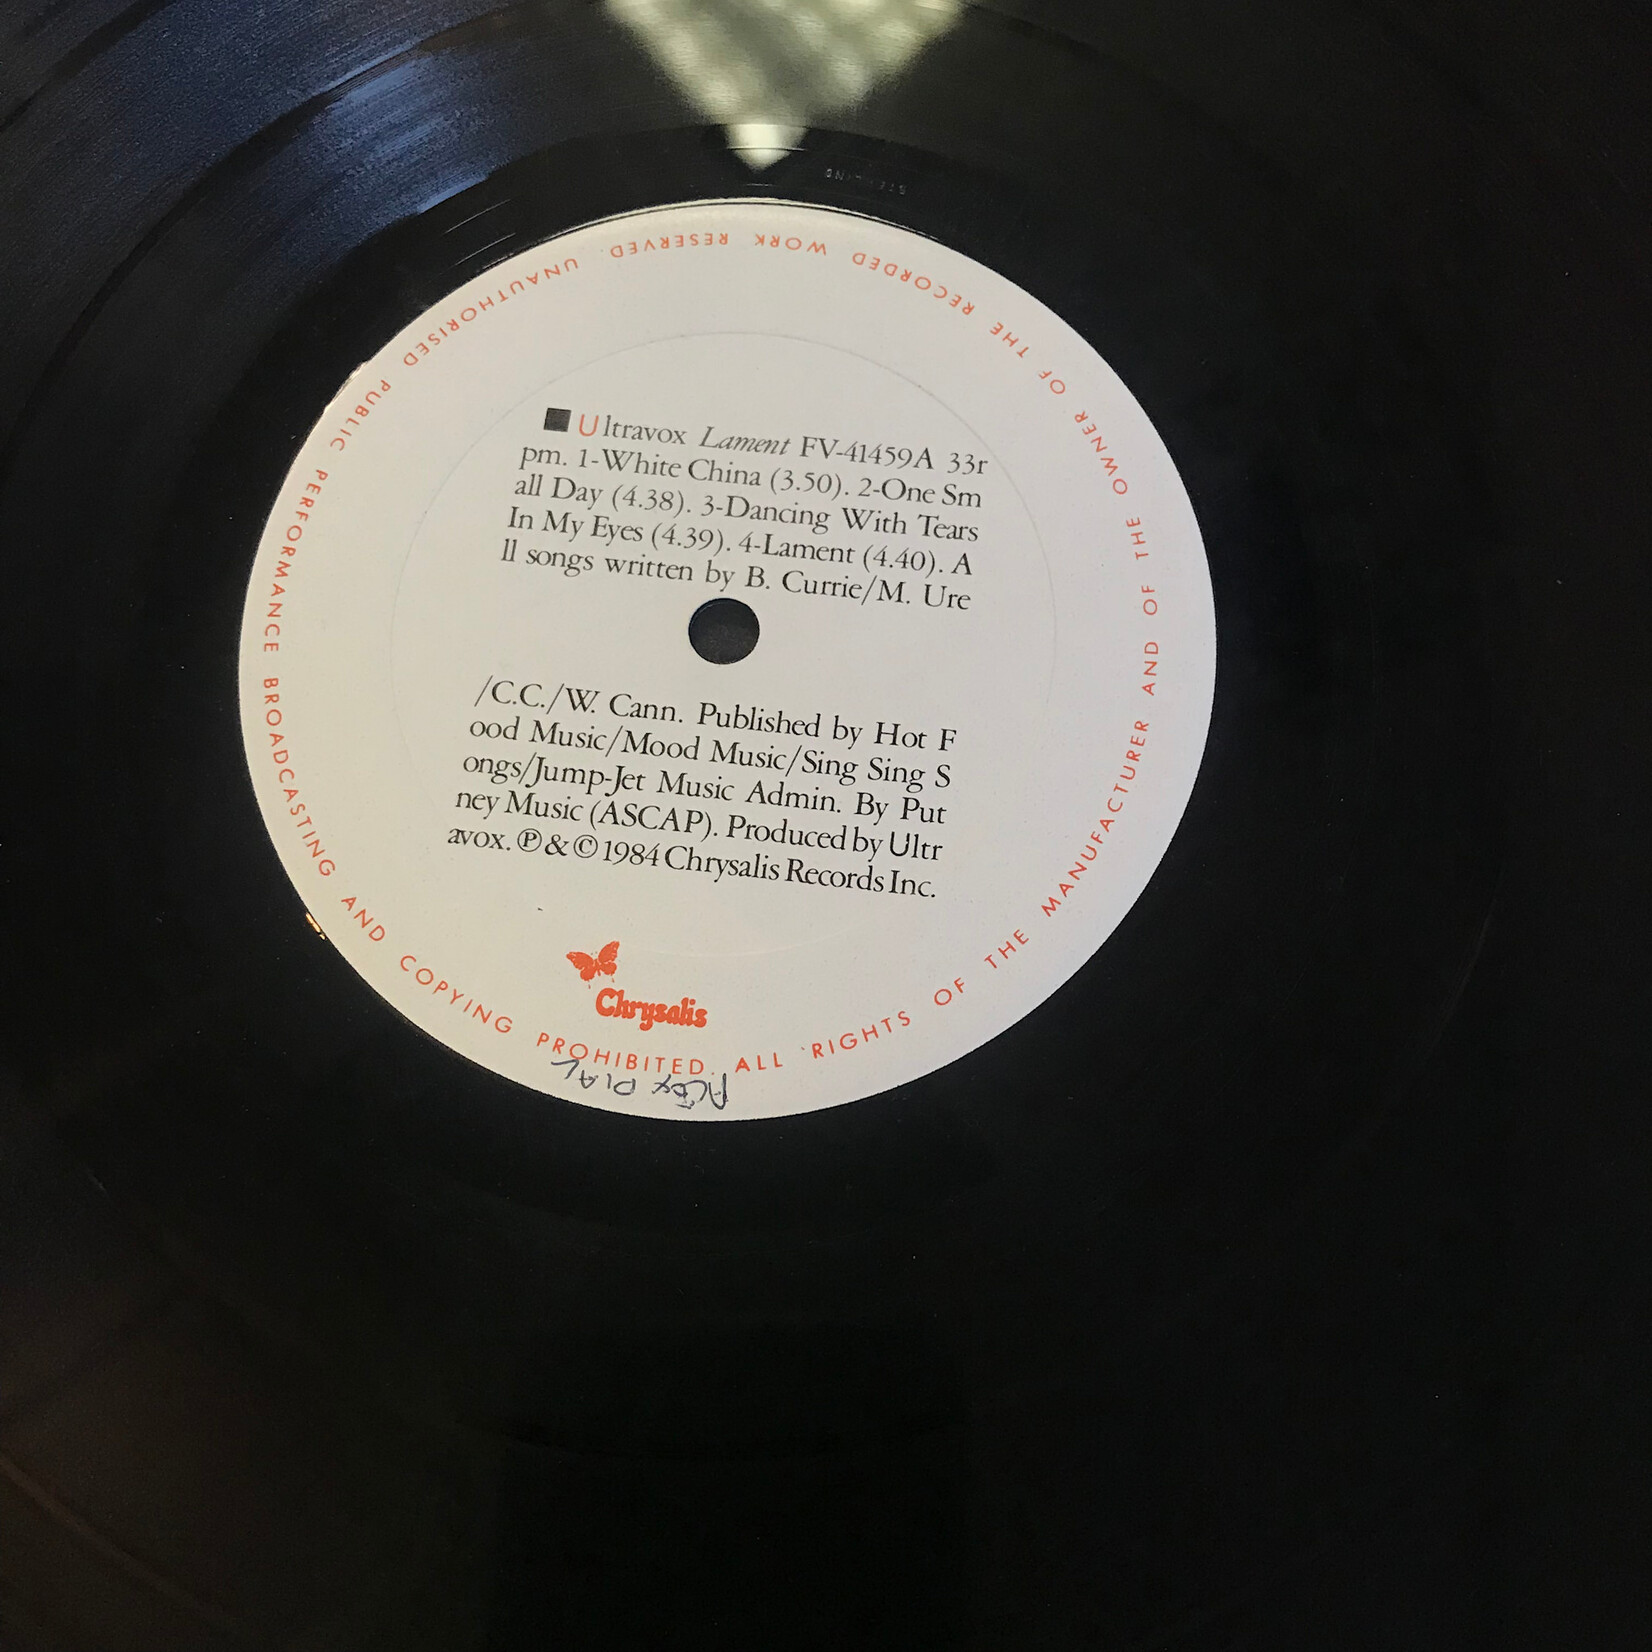 Ultravox Lament FV-41459A 33r
pm. 1-White China (3.50). 2-One Sm
all Day (4.38). 3-Dancing With Tears
In My Eyes (4.39). 4-Lament (4.40). A
ll songs written by B. Currie/M. Ure
/C.C./W. Cann. Published by Hot F
ood Music/Mood Music/Sing Sing S
ongs/Jump-Jet Music Admin. By Put
ney Music (ASCAP). Produced by Ultr
avox. ℗&©1984 Chrysalis Records Inc.
Chrysalis
ALL RIGHTS OF THE MANUFACTURER AND OF THE OWNER OF THE RECORDED WORK RESERVED. UNAUTHORISED PUBLIC PERFORMANCE BROADCASTING AND COPYING PROHIBITED.
STERLING